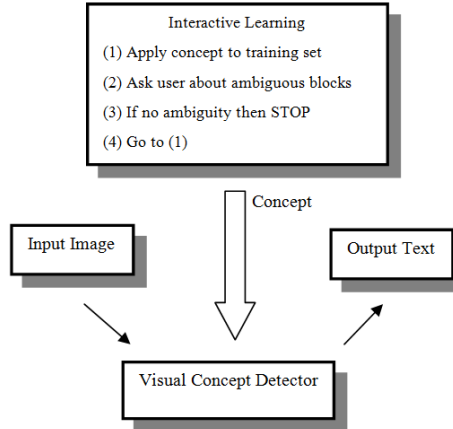 Interactive Learning
(1) Apply concept to training set
(2) Ask user about ambiguous blocks
(3) If no ambiguity then STOP
(4) Go to (1)
Concept
Input Image
Output Text
Visual Concept Detector